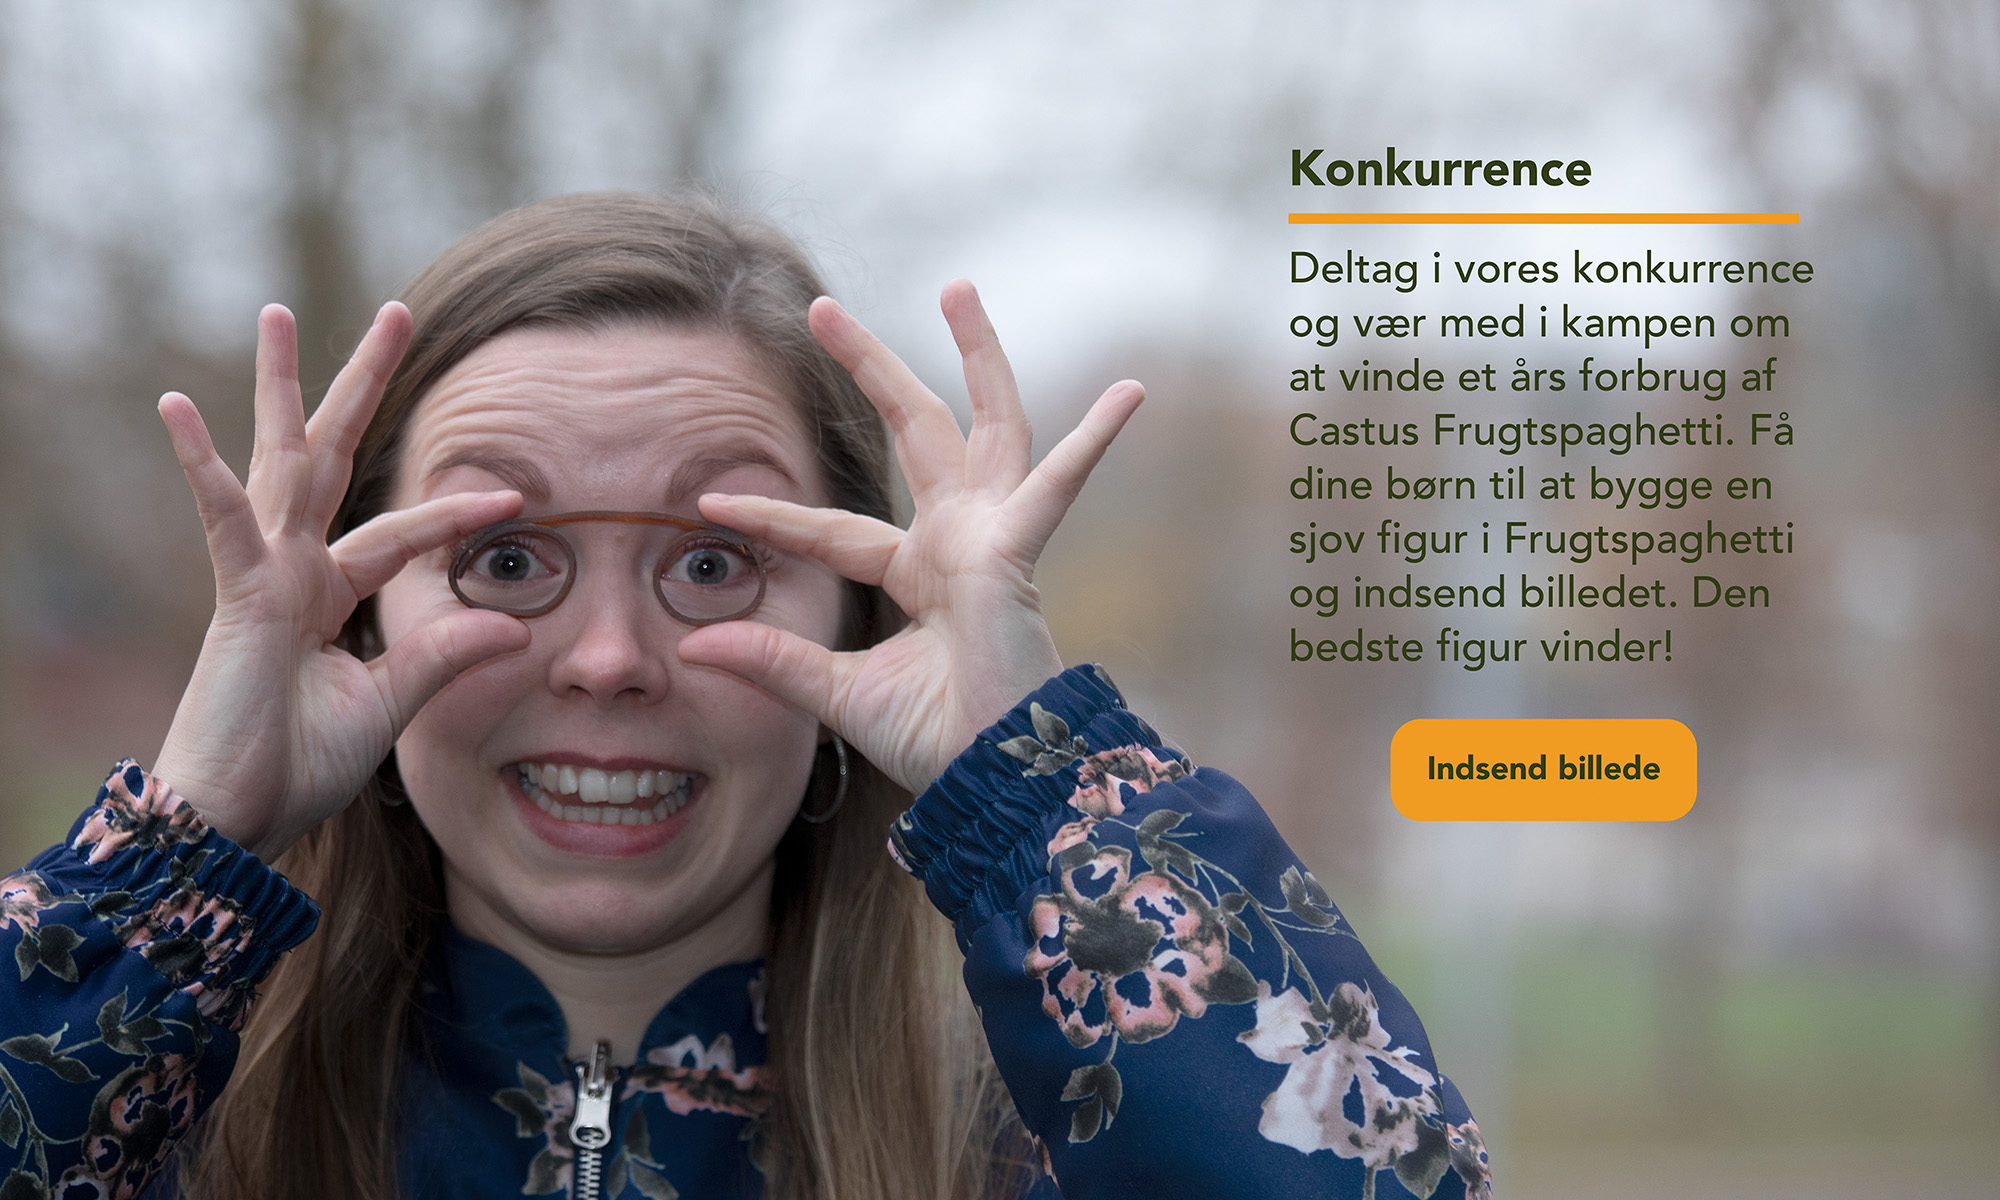 Konkurrence
Deltag i vores konkurrence
og vær med i kampen om
at vinde et års forbrug af
Castus Frugtspaghetti. Få
dine børn til at bygge en
sjov figur i Frugtspaghetti
og indsend billedet. Den
bedste figur vinder!
Indsend billede